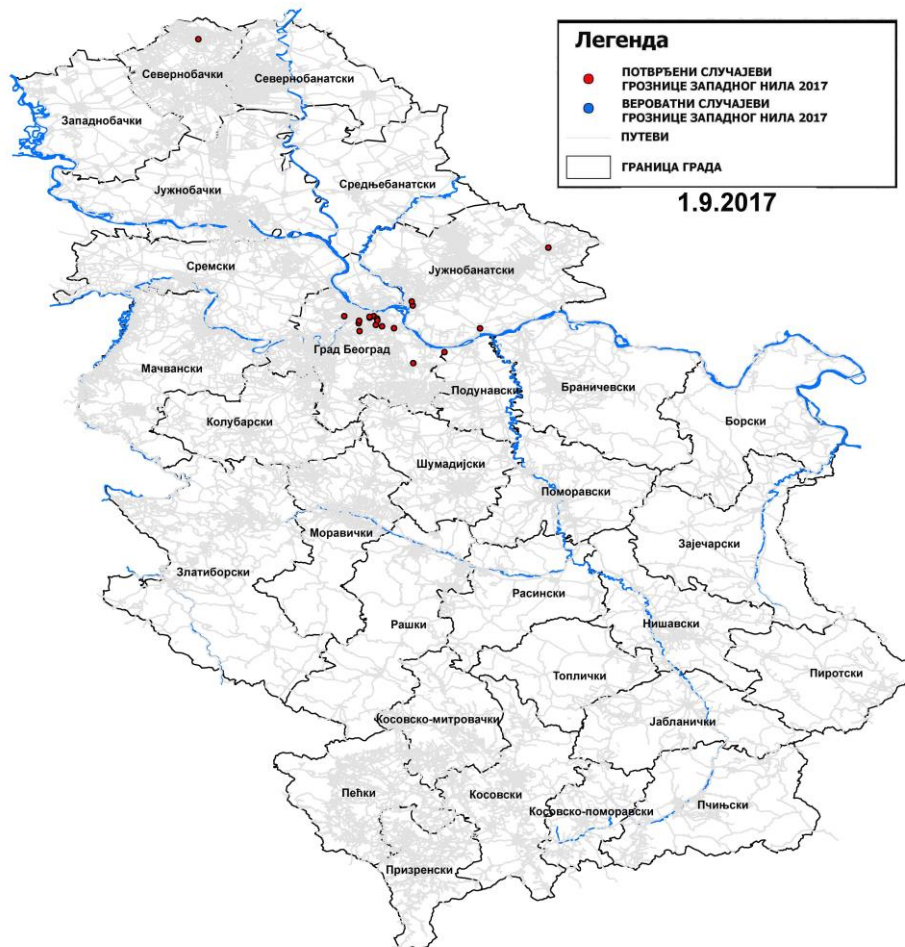 Легенда
ПОТВРЂЕНИ СЛУЧАЈЕВИ
ГРОЗНИЦЕ ЗАПАДНОГ НИЛА 2017
ВЕРОВАТНИ СЛУЧАЈЕВИ
ГРОЗНИЦЕ ЗАПАДНОГ НИЛА 2017
ПУТЕВИ
ГРАНИЦА ГРАДА
1.9.2017
Севернобачки
Севернобанатски
Западнобачки
Јужнобачки
Средњебанатски
Сремски
Јужнобанатски
Град Београд
Мачвански
Подунавски
Браничевски
Колубарски
Борски
Шумадијски
Поморавски
Моравички
Зајечарски
Златиборски
Расински
Рашки
Нишавски
Топлички
Пиротски
Косовско-митровачки
Јабланички
Пећки
Косовски
Косовско-поморавски
Пчињски
Призренски